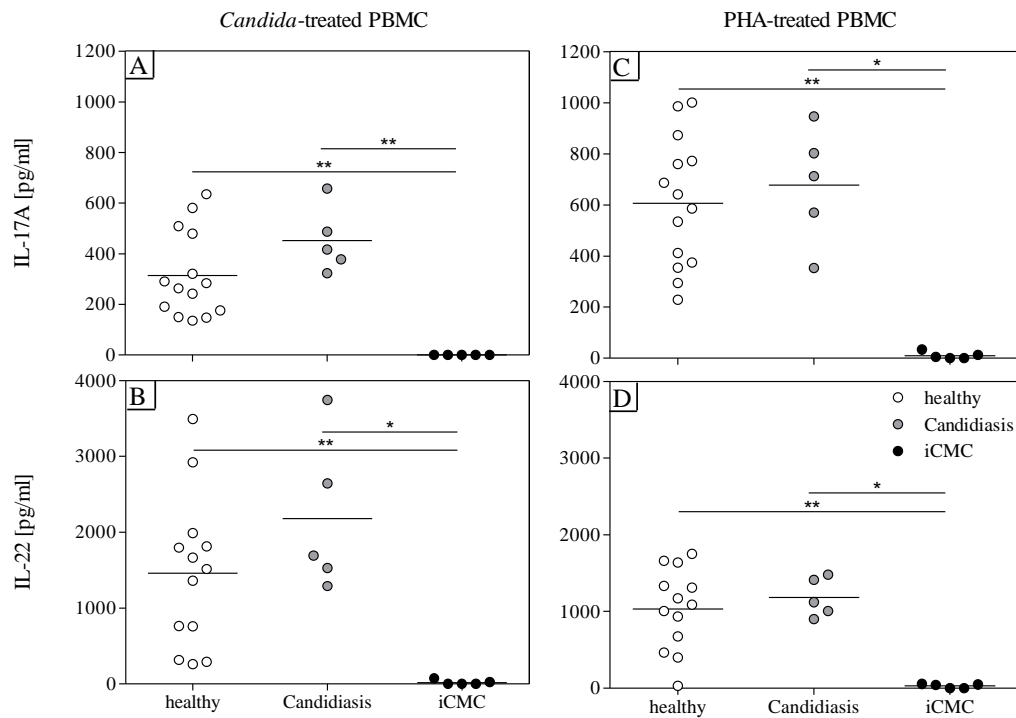 Candida-treated PBMC
PHA-treated PBMC
IL-17A [pg/ml]
1200
1000
800
600
400
200
0
A
**
**
1200
1000
800
600
400
200
0
C
*
**
IL-22 [pg/ml]
4000
3000
2000
1000
0
B
*
**
healthy
Candidiasis
iCMC
4000
3000
2000
1000
0
D
healthy
Candidiasis
iCMC
*
**
healthy
Candidiasis
iCMC